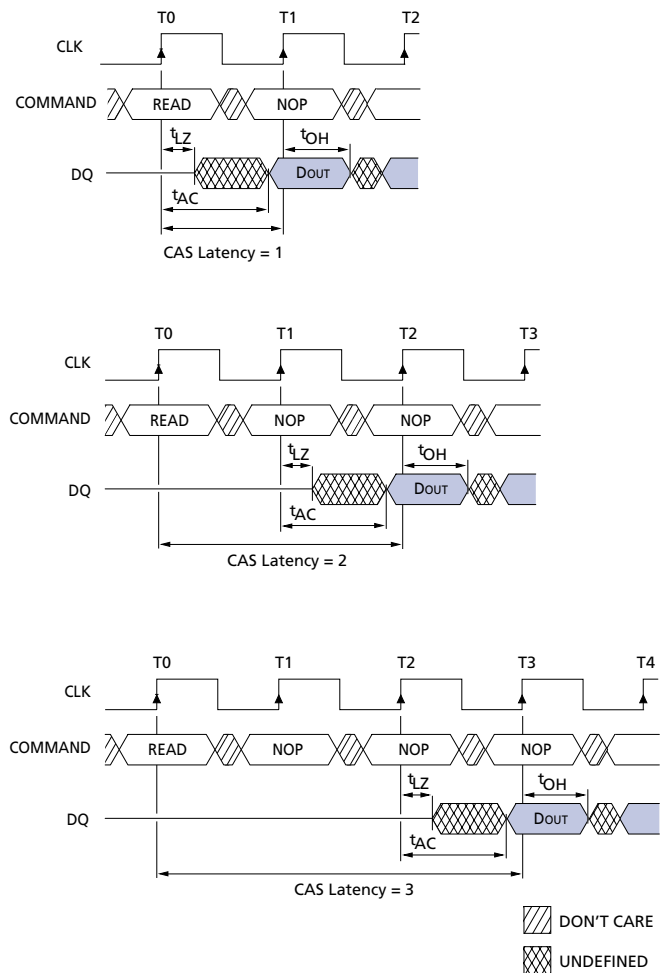 T0 T1 T2
CLK
COMMAND READ NOP
tLZ tOH
DQ DOUT
tAC
CAS Latency = 1
T0 T1 T2 T3
CLK
COMMAND READ NOP NOP
tLZ tOH
DQ DOUT
tAC
CAS Latency = 2
T0 T1 T2 T3 T4
CLK
COMMAND READ NOP NOP NOP
tLZ tOH
DQ DOUT
tAC
CAS Latency = 3
DON'T CARE
UNDEFINED